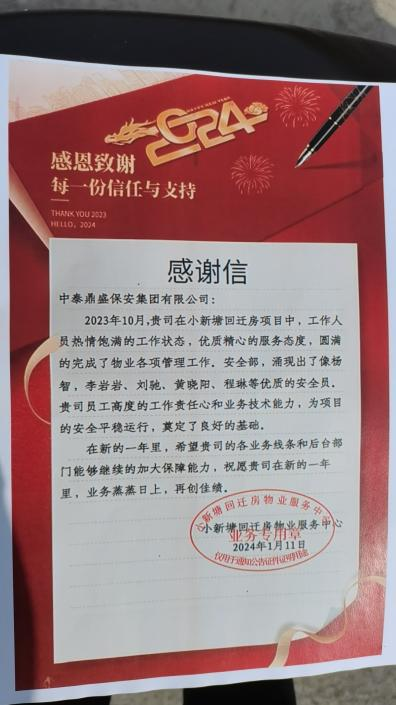 HAPPY NEW YEAR
2024
感恩致谢
每一份信任与支持
THANK YOU 2023
HELLO, 2024
感谢信
中泰鼎盛保安集团有限公司：
2023年10月,贵司在小新塘回迁房项目中，工作人
员热情饱满的工作状态，优质精心的服务态度，圆满
的完成了物业各项管理工作。安全部，涌现出了像杨
智，李岩岩、刘驰、黄晓阳、程琳等优质的安全员。
贵司员工高度的工作责任心和业务技术能力，为项目
的安全平稳运行，奠定了良好的基础。
在新的一年里，希望贵司的各业务线条和后台部
门能够继续的加大保障能力，祝愿贵司在新的一年
里，业务蒸蒸日上，再创佳绩。
小新塘回迁房物业服务中心
小新塘回迁房物业服务中心
业务专用章
2024年1月11日